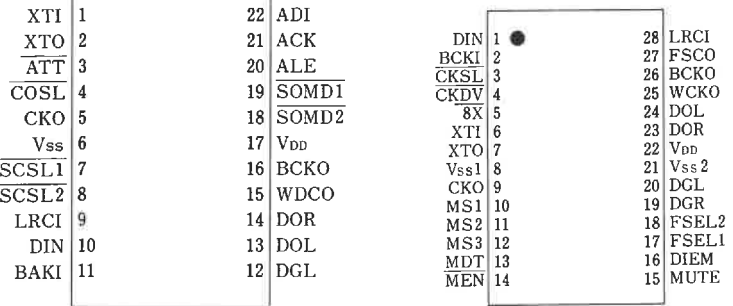 XTI 1 22 ADI
XTO 2 21 ACK
ATT 3 20 ALE
COSL 4 19 SOMD1
CKO 5 18 SOMD2
Vss 6 17 VDD
SCSL1 7 16 BCKO
SCSL2 8 15 WDCO
LRCI 9 14 DOR
DIN 10 13 DOL
BAKI 11 12 DGL
DIN 1 28 LRCI
BCKI 2 27 FSCO
CKSL 3 26 BCKO
CKDV 4 25 WCKO
8X 5 24 DOL
XTI 6 23 DOR
XTO 7 22 VDD
Vss1 8 21 Vss2
CKO 9 20 DGL
MS1 10 19 DGR
MS2 11 18 FSEL2
MS3 12 17 FSEL1
MDT 13 16 DIEM
MEN 14 15 MUTE